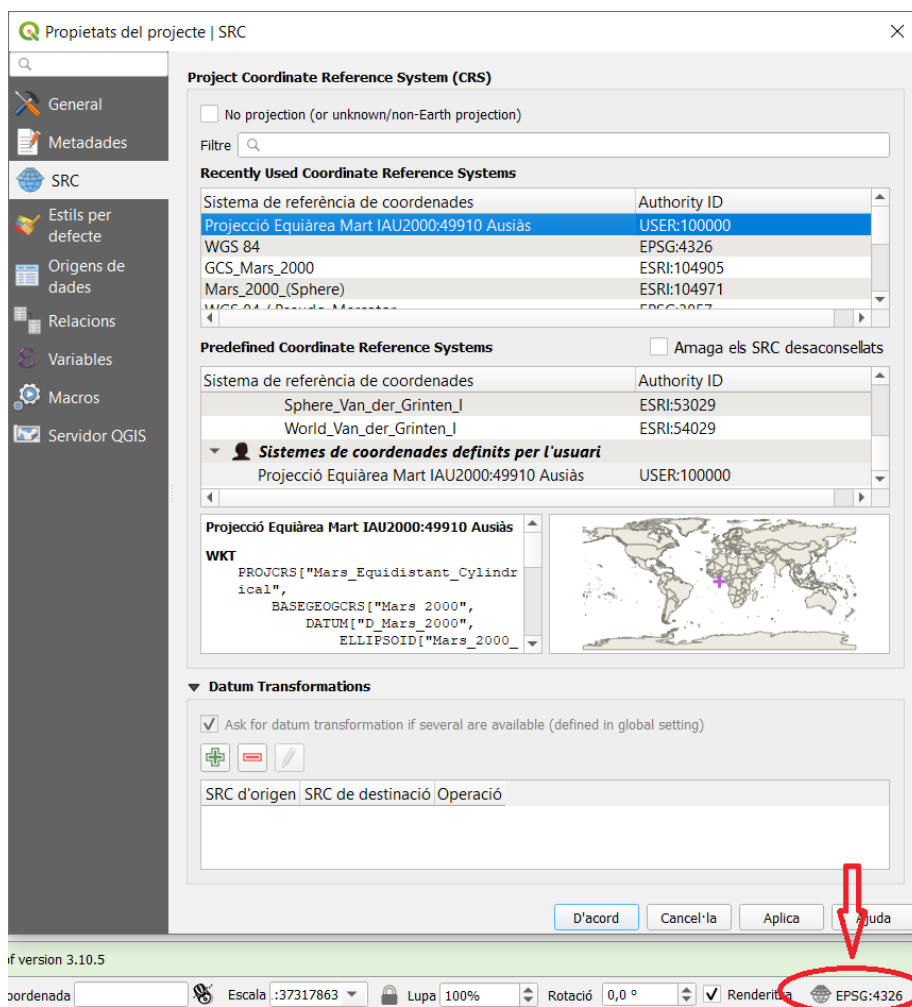 Propietats del projecte | SRC
General
Metadades
SRC
Estils per
defecte
Origens de
dades
Relacions
Variables
Macros
Servidor QGIS
Project Coordinate Reference System (CRS)
No projection (or unknown/non-Earth projection)
Filtre
Recently Used Coordinate Reference Systems
Sistema de referència de coordenades Authority ID
Projecció Equiàrea Mart IAU2000:49910 Ausiàs USER:100000
WGS 84 EPSG:4326
GCS_Mars_2000 ESRI:104905
Mars_2000_(Sphere) ESRI:104971
WGS 84 / Pseudo-Mercator EPSG:3857
Predefined Coordinate Reference Systems Amaga els SRC desaconsellats
Sistema de referència de coordenades Authority ID
Sphere_Van_der_Grinten_I ESRI:53029
World_Van_der_Grinten_I ESRI:54029
Sistemes de coordenades definits per l'usuari
Projecció Equiàrea Mart IAU2000:49910 Ausiàs USER:100000
Projecció Equiàrea Mart IAU2000:49910 Ausiàs
WKT
PROJCRS["Mars_Equidistant_Cylindr
ical",
BASEGEOGCRS["Mars 2000",
DATUM["D_Mars_2000",
ELLIPSOID["Mars_2000_
Datum Transformations
Ask for datum transformation if several are available (defined in global setting)
SRC d'origen SRC de destinació Operació
D'acord Cancel·la Aplica Ajuda
of version 3.10.5
oordenada Escala :37317863 Lupa 100% Rotació 0,0 ° Renderitza EPSG:4326